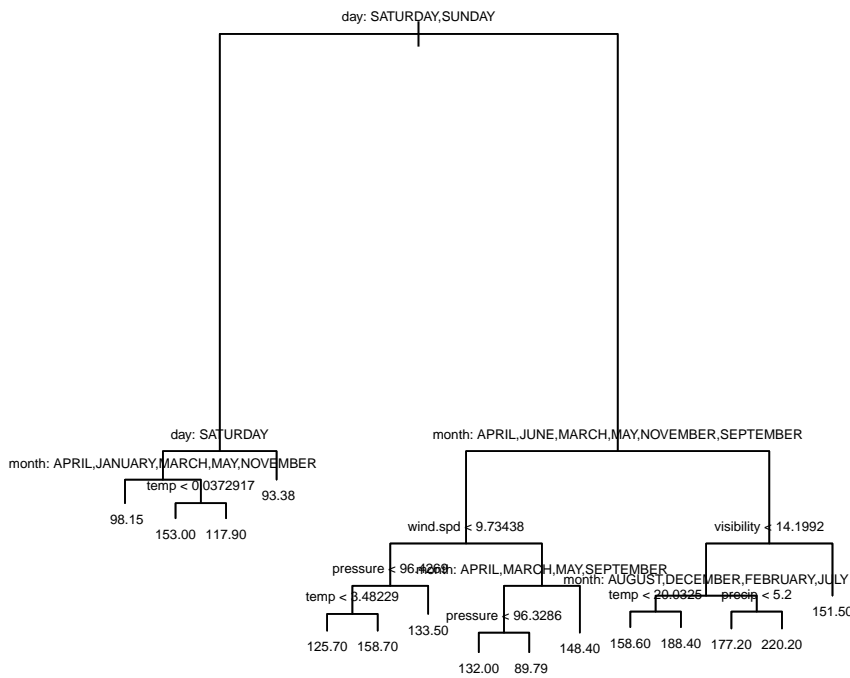 day: SATURDAY,SUNDAY
day: SATURDAY
month: APRIL,JUNE,MARCH,MAY,NOVEMBER,SEPTEMBER
month: APRIL,JANUARY,MARCH,MAY,NOVEMBER
temp < 0.0372917
93.38
98.15
153.00
117.90
wind.spd < 9.73438
visibility < 14.1992
pressure < 96.4269
month: APRIL,MARCH,MAY,SEPTEMBER
month: AUGUST,DECEMBER,FEBRUARY,JULY
temp < 3.48229
temp < 20.0325
precip < 5.2
151.50
pressure < 96.3286
133.50
125.70
158.70
148.40
158.60
188.40
177.20
220.20
132.00
89.79